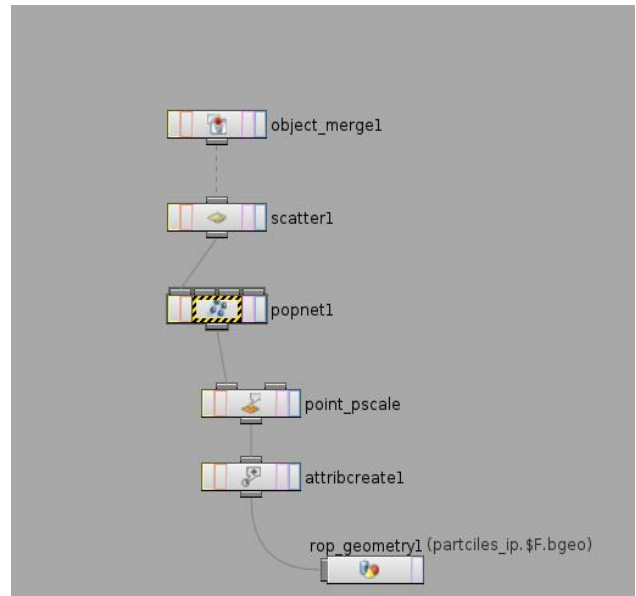 object_merge1
scatter1
popnet1
point_pscale
attribcreate1
rop_geometry1 (partciles_ip.$F.bgeo)